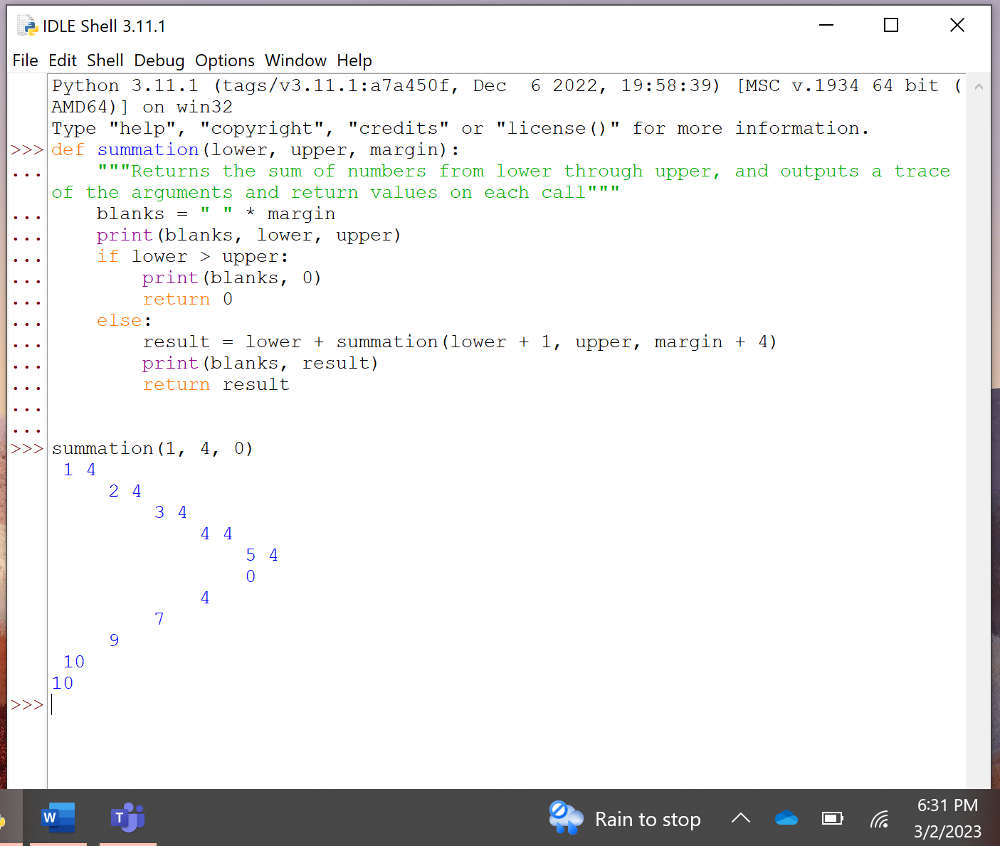 IDLE Shell 3.11.1
File Edit Shell Debug Options Window Help
Python 3.11.1 (tags/v3.11.1:a7a450f, Dec  6 2022, 19:58:39) [MSC v.1934 64 bit (
AMD64)] on win32
Type "help", "copyright", "credits" or "license()" for more information.
>>> def summation(lower, upper, margin):
...     """Returns the sum of numbers from lower through upper, and outputs a trace
of the arguments and return values on each call"""
...     blanks = " " * margin
...     print(blanks, lower, upper)
...     if lower > upper:
...         print(blanks, 0)
...         return 0
...     else:
...         result = lower + summation(lower + 1, upper, margin + 4)
...         print(blanks, result)
...         return result
...
...
>>> summation(1, 4, 0)
 1 4
     2 4
         3 4
             4 4
                 5 4
                 0
             4
         7
     9
 10
10
>>>
W T Rain to stop 6:31 PM
3/2/2023